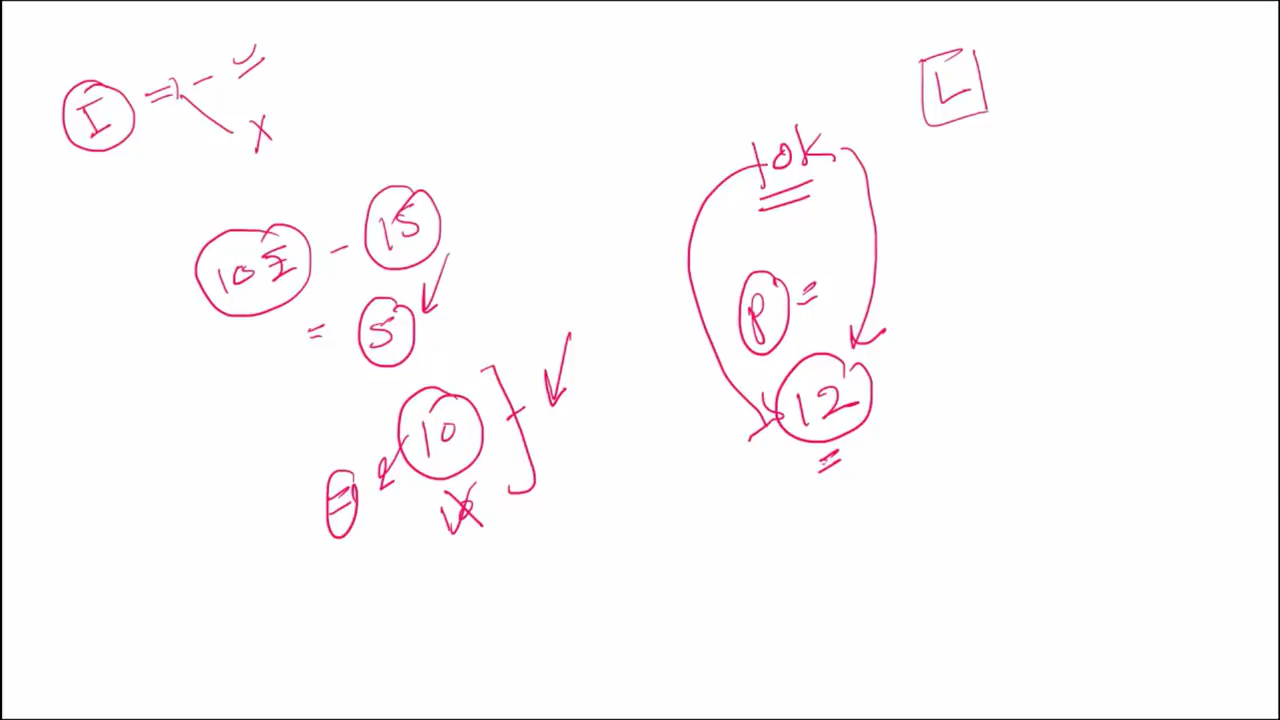 I ⇒ - ✓
x
L
10k
10I - 15
= 5
P =
12
10